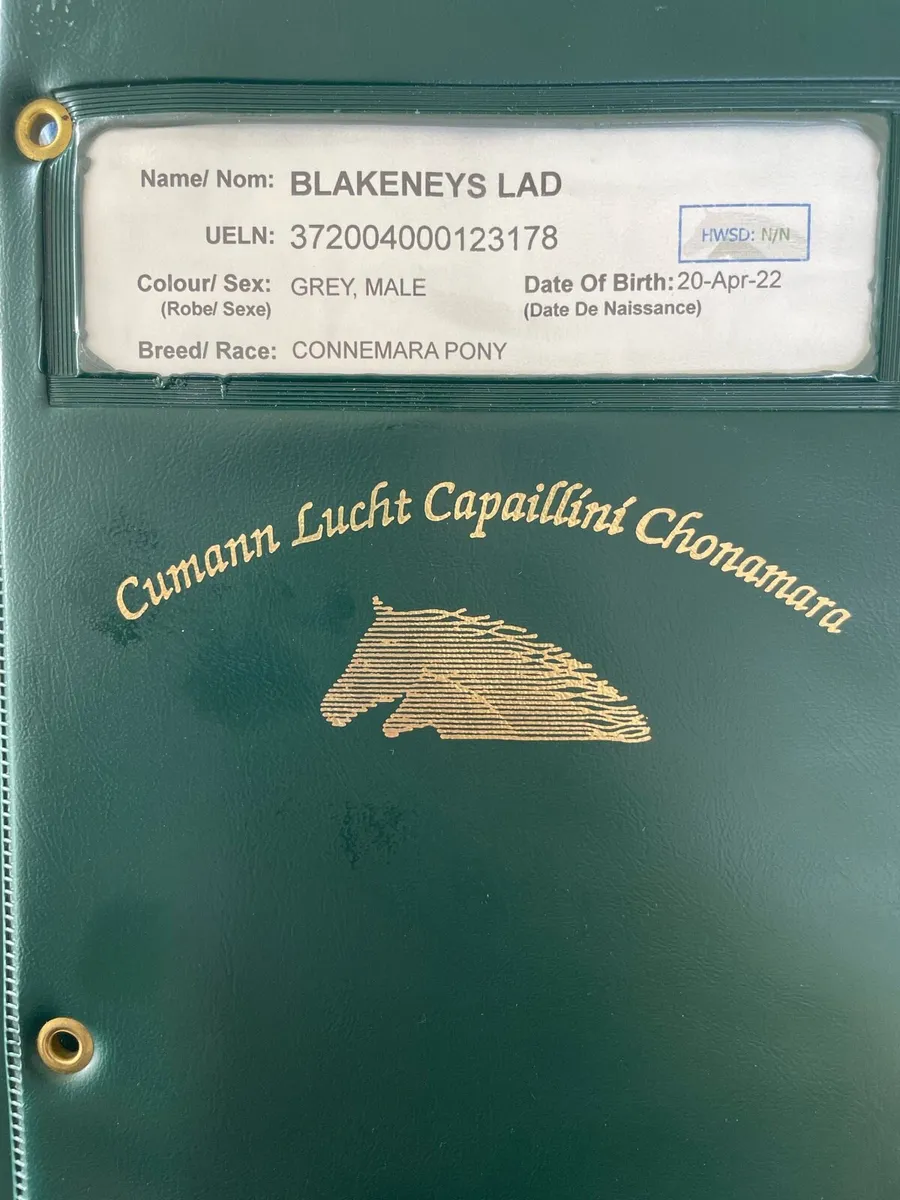 Name/ Nom: BLAKENEYS LAD
UELN: 372004000123178
HWSD: N/N
Colour/ Sex: GREY, MALE
Date Of Birth: 20-Apr-22
(Robe/ Sexe)
(Date De Naissance)
Breed/ Race: CONNEMARA PONY
Cumann Lucht Capaillíní Chonamara